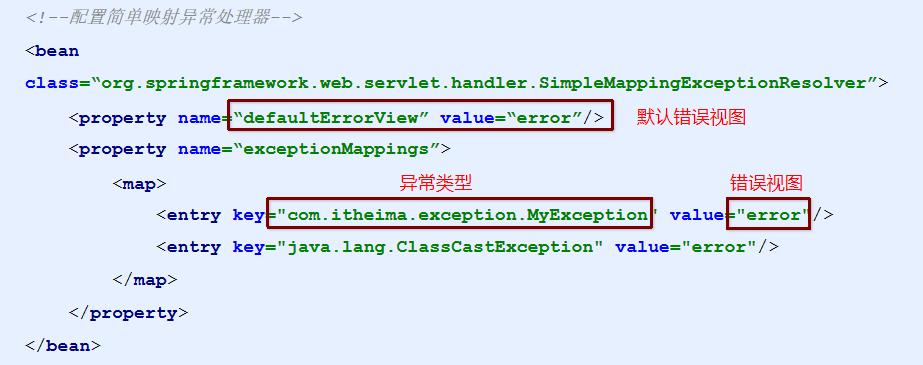 <!--配置简单映射异常处理器-->
<bean
class=“org.springframework.web.servlet.handler.SimpleMappingExceptionResolver”>
<property name=“defaultErrorView” value=“error”/> 默认错误视图
<property name=“exceptionMappings”>
<map> 异常类型 错误视图
<entry key="com.itheima.exception.MyException" value="error"/>
<entry key="java.lang.ClassCastException" value="error"/>
</map>
</property>
</bean>